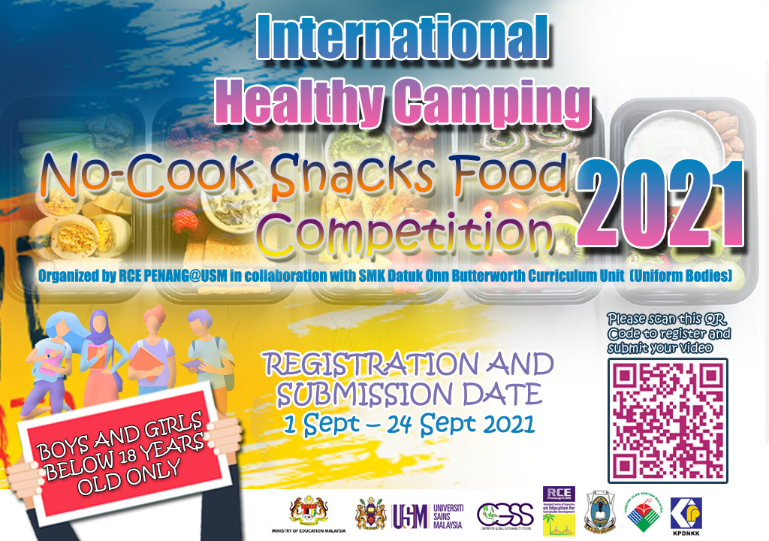 International
Healthy Camping
No-Cook Snacks Food
Competition
2021
Organized by RCE PENANG@USM in collaboration with SMK Datuk Onn Butterworth Curriculum Unit (Uniform Bodies)
Please scan this QR
Code to register and
submit your video
REGISTRATION AND
SUBMISSION DATE
1 Sept – 24 Sept 2021
BOYS AND GIRLS
BELOW 18 YEARS
OLD ONLY
MINISTRY OF EDUCATION MALAYSIA
USM
UNIVERSITI
SAINS
MALAYSIA
CGSS
RCE
KPDNKK